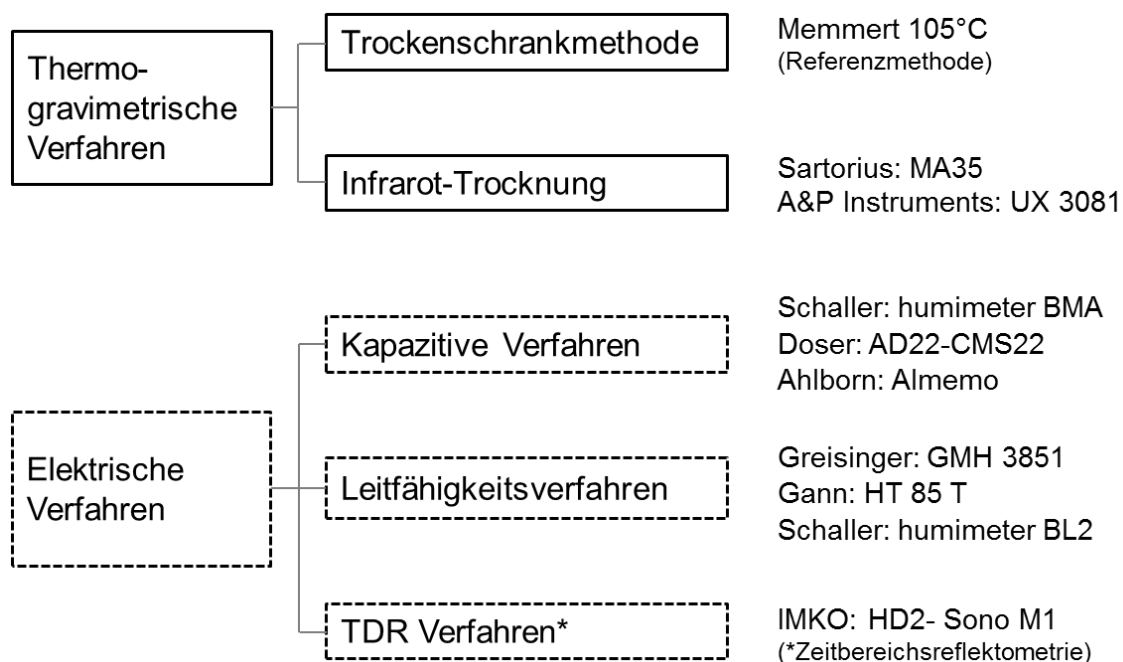 Thermo-
gravimetrische
Verfahren
Trockenschrankmethode
Memmert 105°C
(Referenzmethode)
Infrarot-Trocknung
Sartorius: MA35
A&P Instruments: UX 3081
Elektrische
Verfahren
Kapazitive Verfahren
Schaller: humimeter BMA
Doser: AD22-CMS22
Ahlborn: Almemo
Leitfähigkeitsverfahren
Greisinger: GMH 3851
Gann: HT 85 T
Schaller: humimeter BL2
TDR Verfahren*
IMKO: HD2- Sono M1
(*Zeitbereichsreflektometrie)